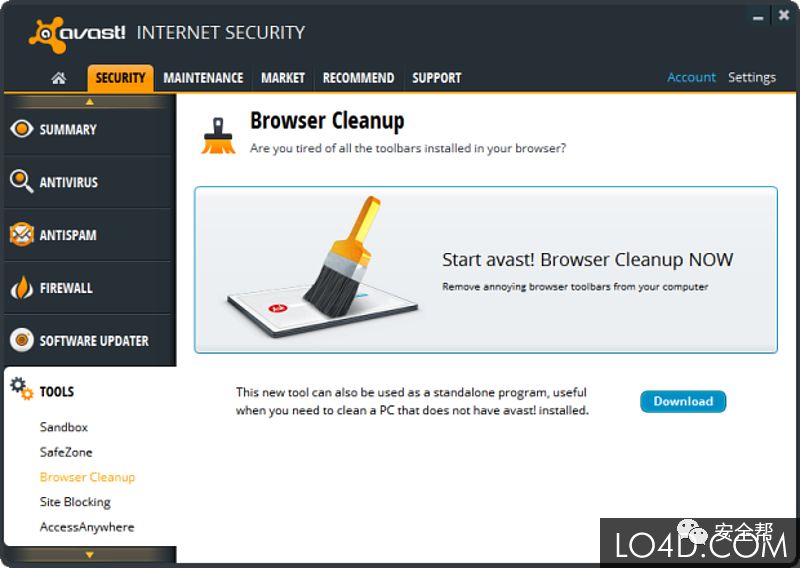 avast! INTERNET SECURITY
SECURITY MAINTENANCE MARKET RECOMMEND SUPPORT Account Settings
SUMMARY
ANTIVIRUS
ANTISPAM
FIREWALL
SOFTWARE UPDATER
TOOLS
Sandbox
SafeZone
Browser Cleanup
Site Blocking
AccessAnywhere
Browser Cleanup
Are you tired of all the toolbars installed in your browser?
Ask
Start avast! Browser Cleanup NOW
Remove annoying browser toolbars from your computer
This new tool can also be used as a standalone program, useful
when you need to clean a PC that does not have avast! installed.
Download
安全帮
LO4D.COM